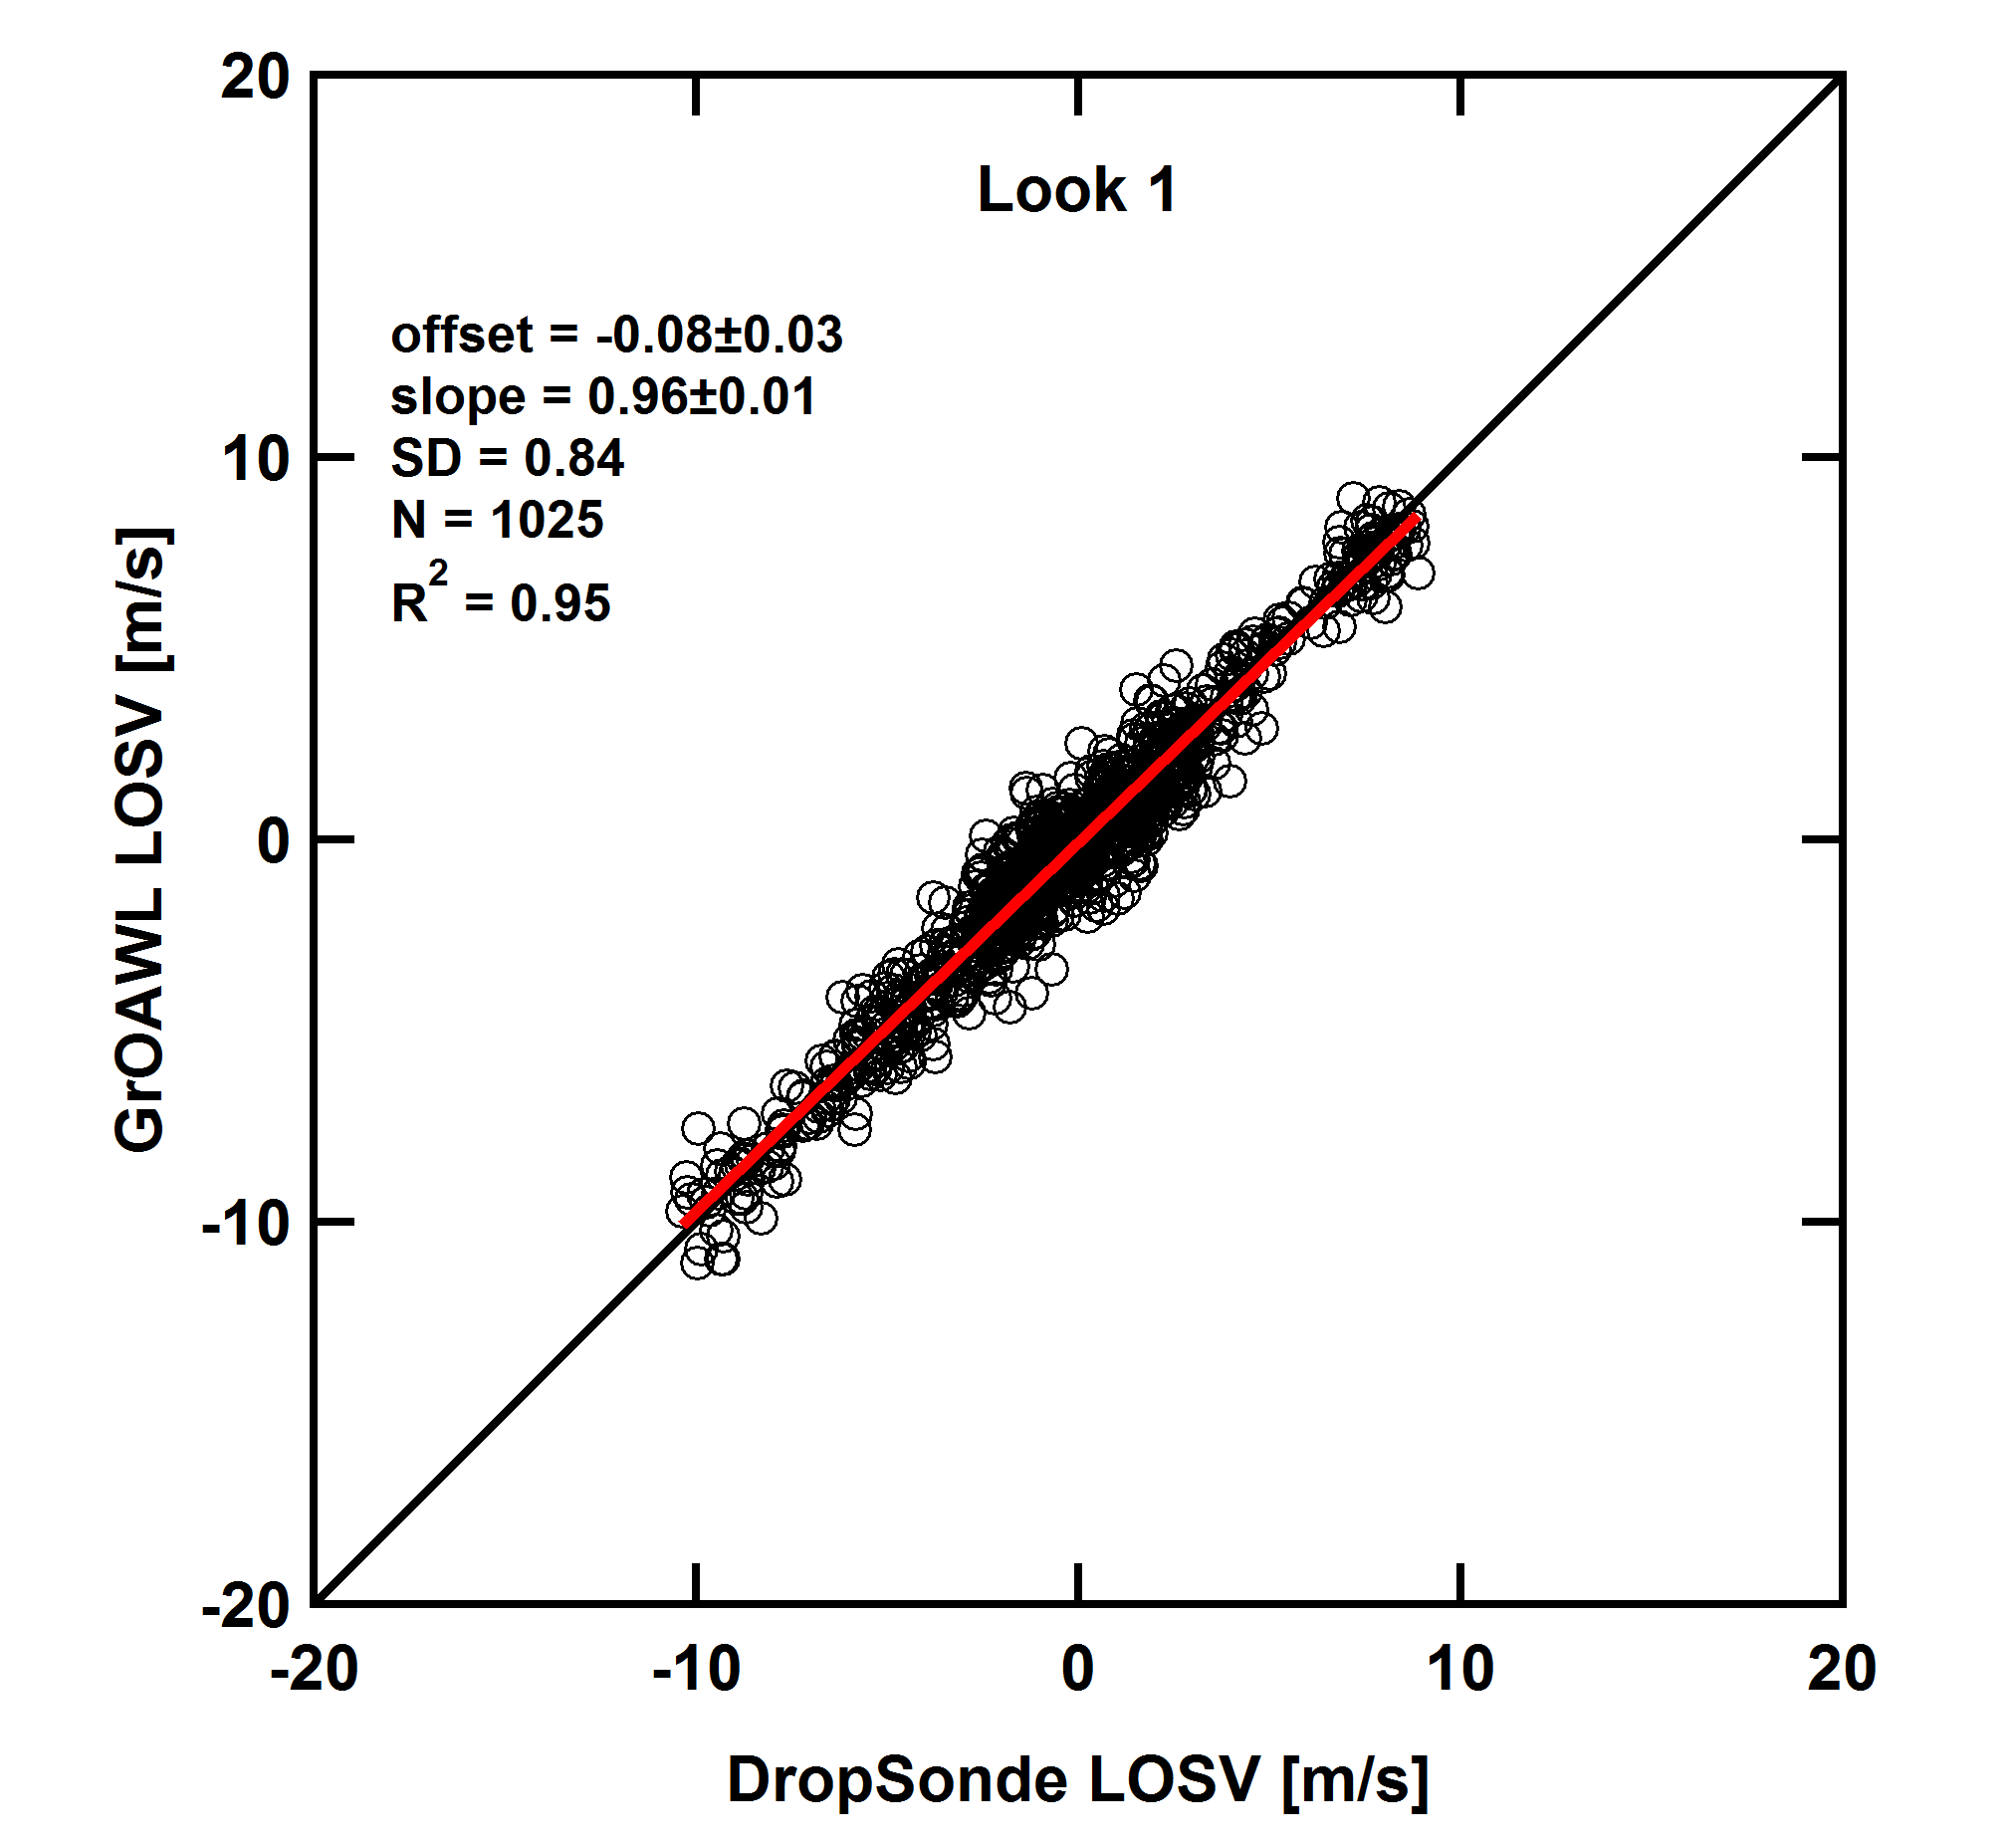 20
Look 1
offset = -0.08±0.03
slope = 0.96±0.01
10
SD = 0.84
N = 1025
R² = 0.95
GrOAWL LOSV [m/s]
0
-10
-20
-20 -10 0 10 20
DropSonde LOSV [m/s]